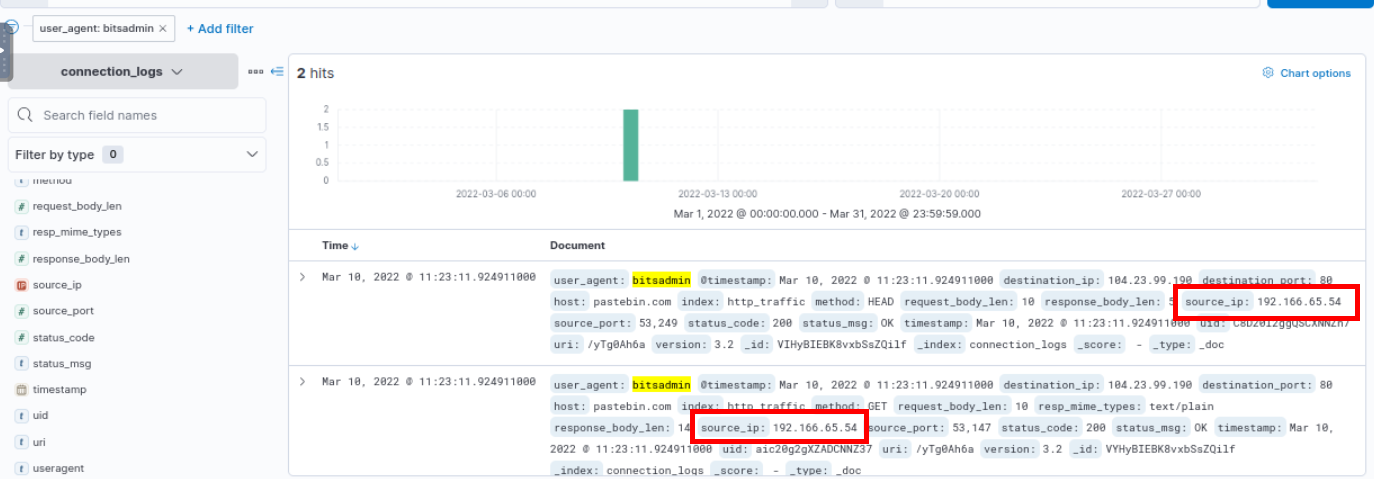 user_agent: bitsadmin ×
+ Add filter
connection_logs
Search field names
Filter by type 0
method
# request_body_len
t resp_mime_types
# response_body_len
source_ip
# source_port
# status_code
t status_msg
timestamp
t uid
t uri
t useragent
2 hits
Chart options
2
1.5
1
0.5
0
2022-03-06 00:00
2022-03-13 00:00
2022-03-20 00:00
2022-03-27 00:00
Mar 1, 2022 @ 00:00:00.000 - Mar 31, 2022 @ 23:59:59.000
Time ↓ Document
Mar 10, 2022 @ 11:23:11.924911000
user_agent: bitsadmin @timestamp: Mar 10, 2022 @ 11:23:11.924911000 destination_ip: 104.23.99.190 destination_port: 80
host: pastebin.com index: http_traffic method: HEAD request_body_len: 10 response_body_len: 5 source_ip: 192.166.65.54
source_port: 53,249 status_code: 200 status_msg: OK timestamp: Mar 10, 2022 @ 11:23:11.924911000 uid:
uri: /yTg0Ah6a version: 3.2 _id: VIHyBIEBK8vxbSsZQilf _index: connection_logs _score: - _type: _doc
Mar 10, 2022 @ 11:23:11.924911000
user_agent: bitsadmin @timestamp: Mar 10, 2022 @ 11:23:11.924911000 destination_ip: 104.23.99.190 destination_port: 80
host: pastebin.com index: http_traffic method: GET request_body_len: 10 resp_mime_types: text/plain
response_body_len: 14 source_ip: 192.166.65.54 source_port: 53,147 status_code: 200 status_msg: OK timestamp: Mar 10,
2022 @ 11:23:11.924911000 uid: aic20g2gXZADCNNZ37 uri: /yTg0Ah6a version: 3.2 _id: VYHyBIEBK8vxbSsZQilf
_index: connection_logs _score: - _type: _doc